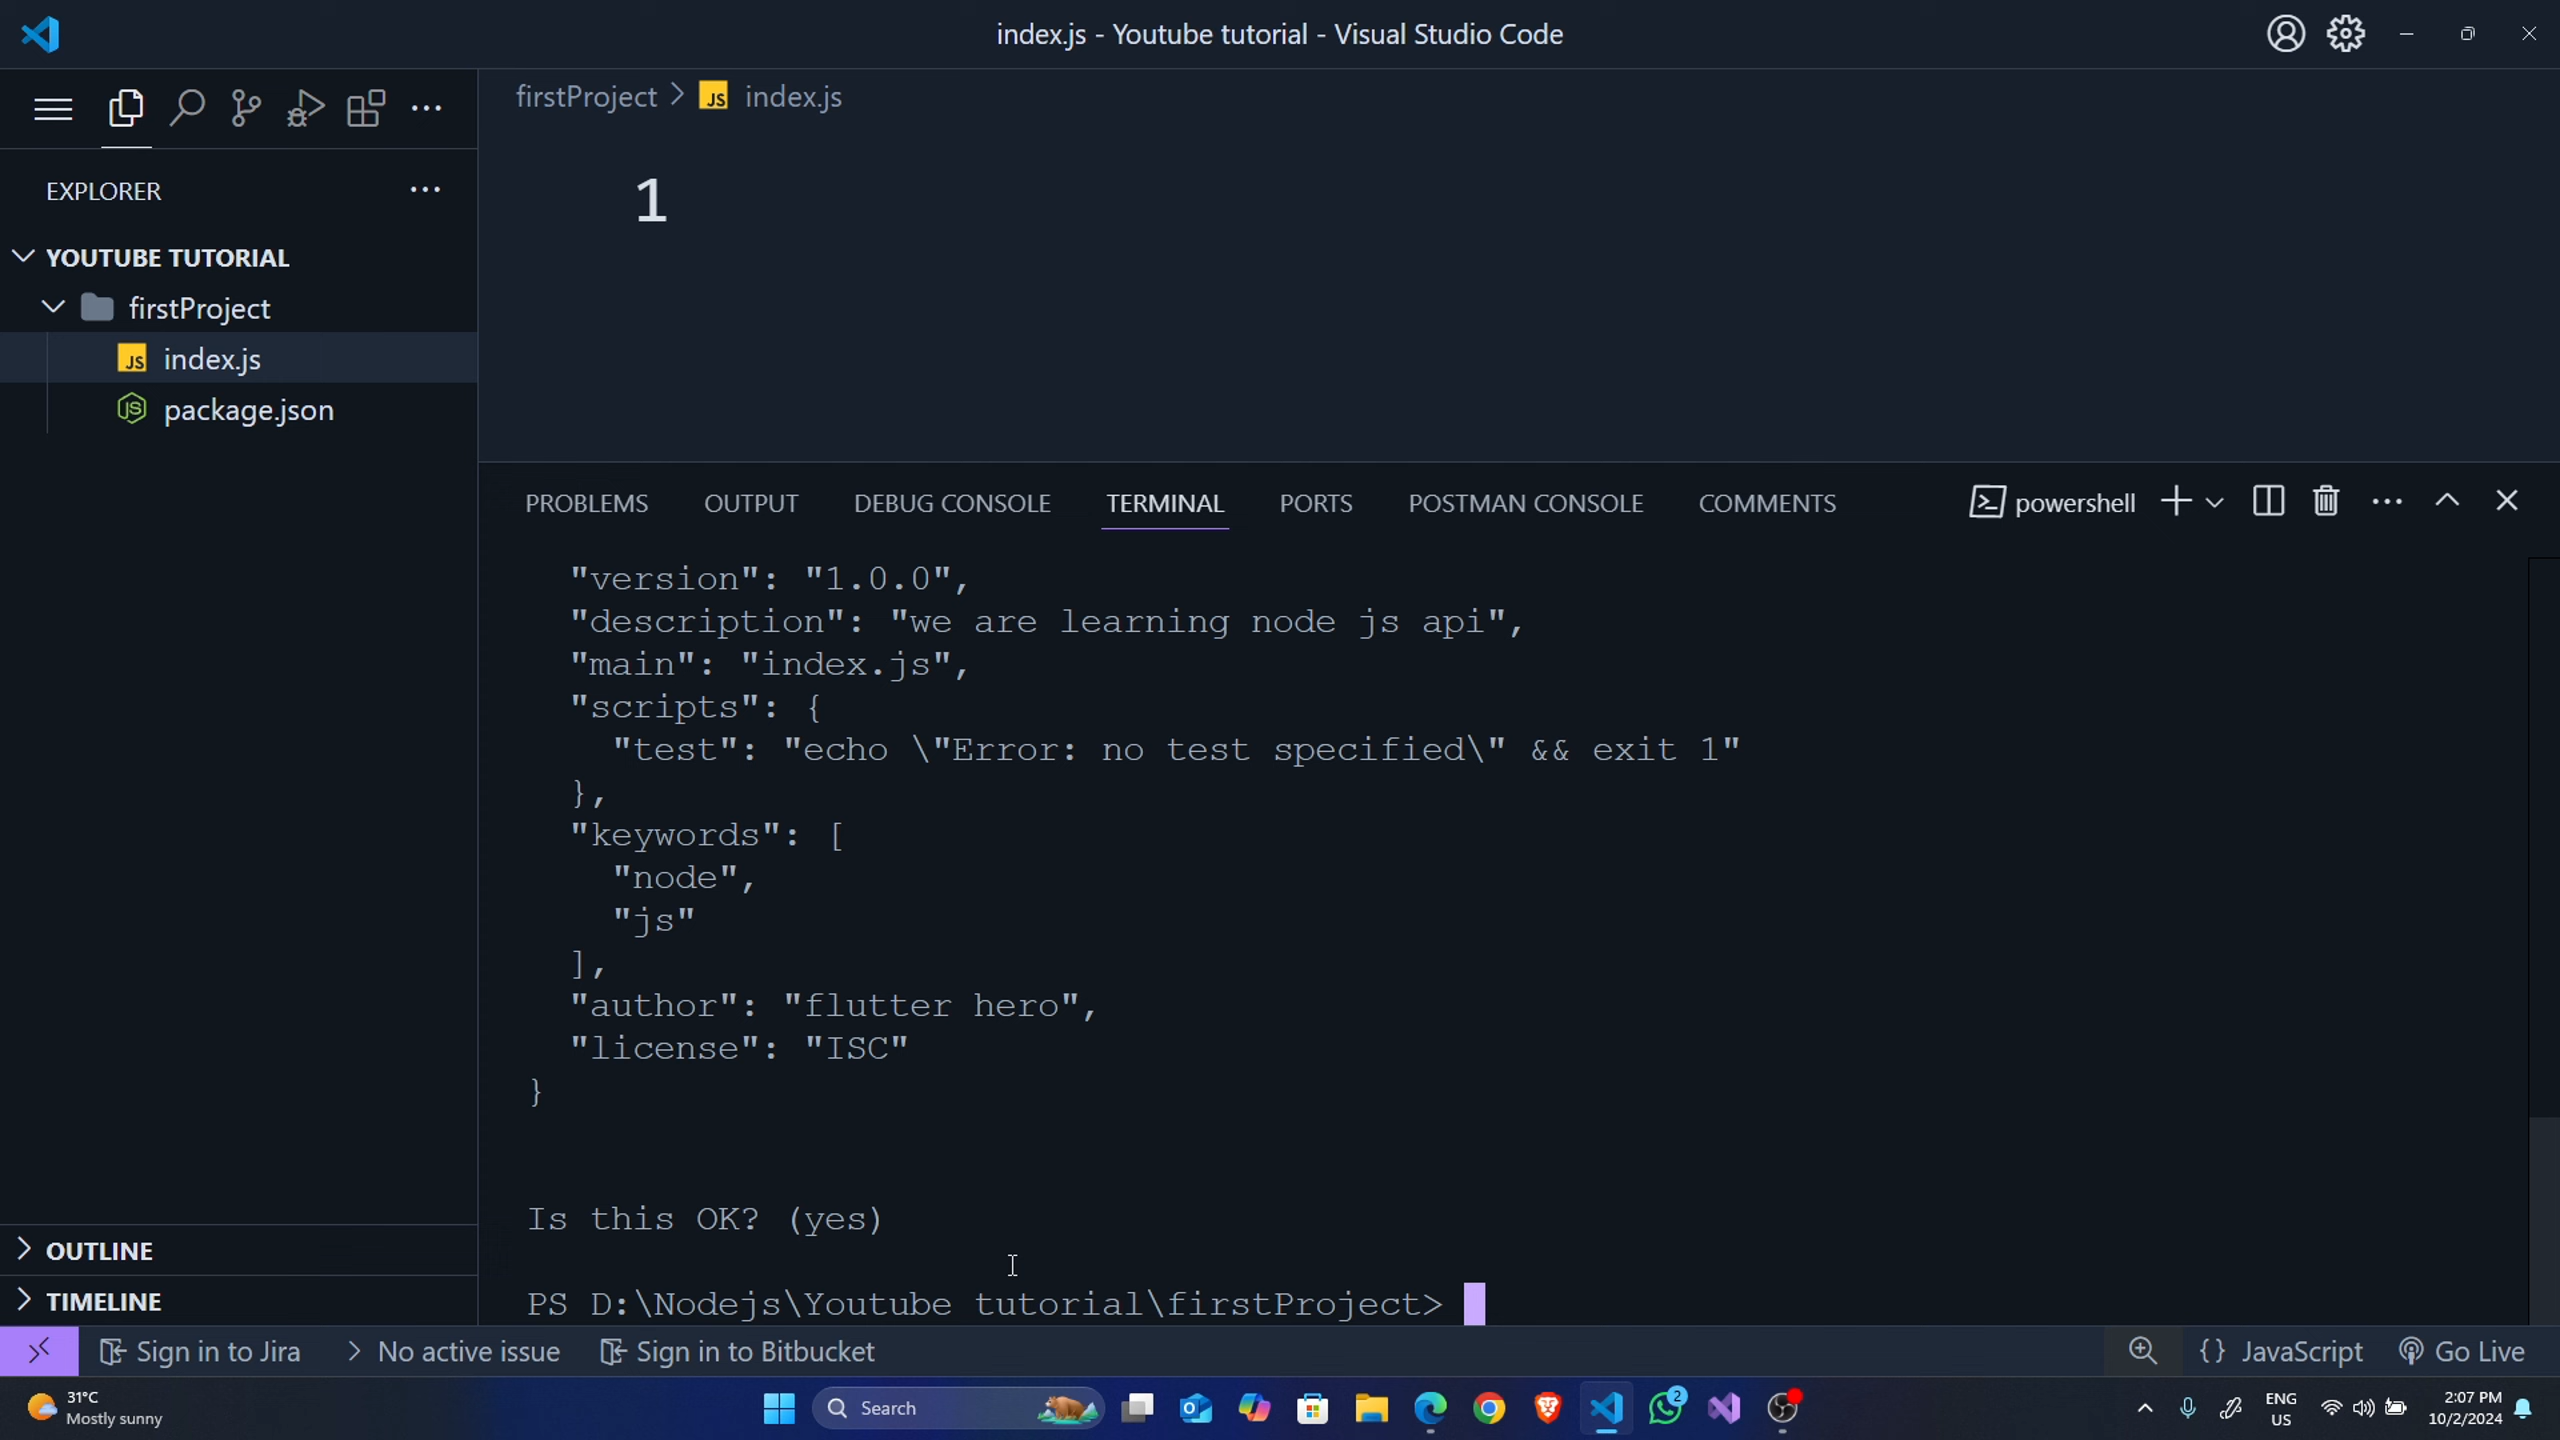 index.js - Youtube tutorial - Visual Studio Code
EXPLORER
YOUTUBE TUTORIAL
firstProject
JS index.js
package.json
OUTLINE
TIMELINE
firstProject > JS index.js
1
PROBLEMS OUTPUT DEBUG CONSOLE TERMINAL PORTS POSTMAN CONSOLE COMMENTS powershell
"version": "1.0.0",
"description": "we are learning node js api",
"main": "index.js",
"scripts": {
"test": "echo \"Error: no test specified\" && exit 1"
},
"keywords": [
"node",
"js"
],
"author": "flutter hero",
"license": "ISC"
}
Is this OK? (yes)
PS D:\Nodejs\Youtube tutorial\firstProject>
Sign in to Jira No active issue Sign in to Bitbucket {} JavaScript Go Live
31°C
Mostly sunny
Search
2
ENG
US
2:07 PM
10/2/2024